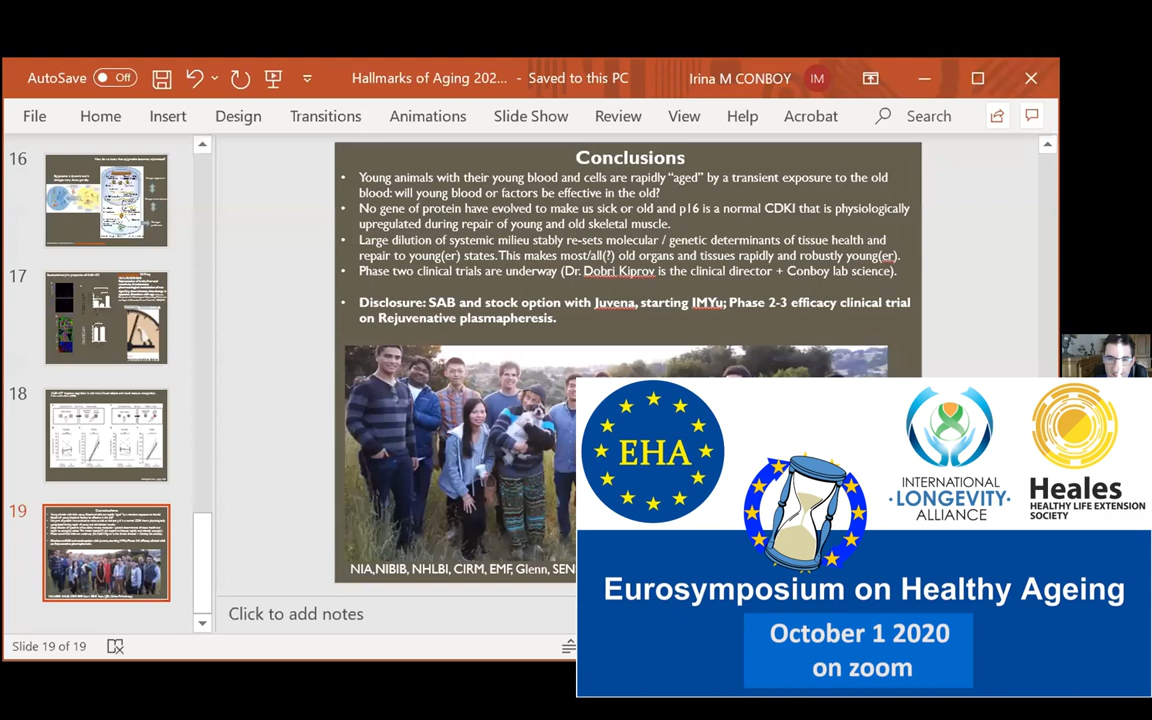 AutoSave Off
Hallmarks of Aging 202... - Saved to this PC
Irina M CONBOY IM
File Home Insert Design Transitions Animations Slide Show Review View Help Acrobat Search
16
17
18
19
Conclusions
Conclusions
• Young animals with their young blood and cells are rapidly "aged" by a transient exposure to the old
blood: will young blood or factors be effective in the old?
• No gene of protein have evolved to make us sick or old and p16 is a normal CDKI that is physiologically
upregulated during repair of young and old skeletal muscle.
• Large dilution of systemic milieu stably re-sets molecular / genetic determinants of tissue health and
repair to young(er) states. This makes most/all(?) old organs and tissues rapidly and robustly young(er).
• Phase two clinical trials are underway (Dr. Dobri Kiprov is the clinical director + Conboy lab science).
• Disclosure: SAB and stock option with Juvena, starting IMYu; Phase 2-3 efficacy clinical trial
on Rejuvenative plasmapheresis.
NIA,NIBIB, NHLBI, CIRM, EMF, Glenn, SEN
Click to add notes
Slide 19 of 19
EHA
INTERNATIONAL
·LONGEVITY·
ALLIANCE
Heales
HEALTHY LIFE EXTENSION
SOCIETY
Eurosymposium on Healthy Ageing
October 1 2020
on zoom